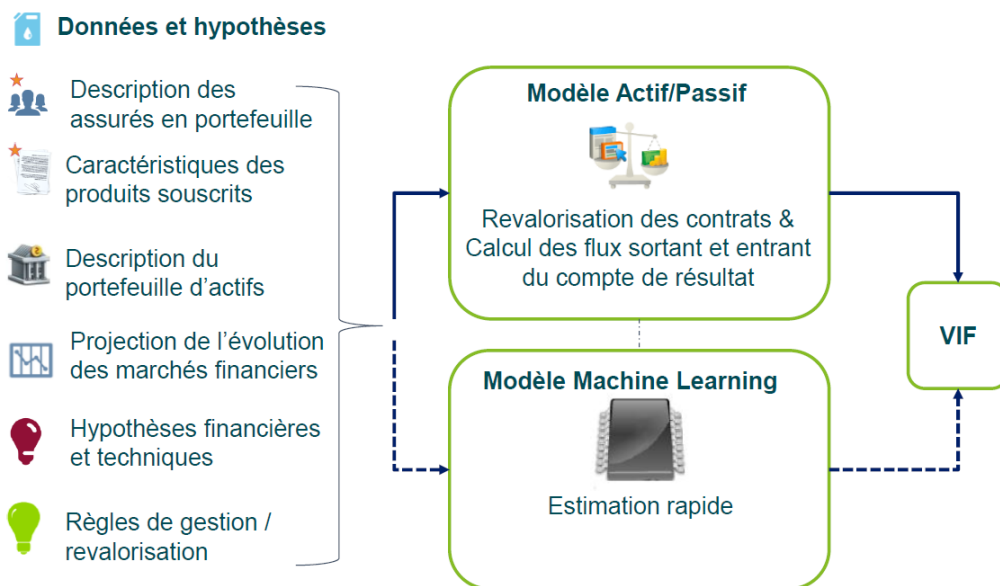 Données et hypothèses
Description des
assurés en portefeuille
Caractéristiques des
produits souscrits
Description du
portefeuille d’actifs
Projection de l’évolution
des marchés financiers
Hypothèses financières
et techniques
Règles de gestion /
revalorisation
Modèle Actif/Passif
Revalorisation des contrats &
Calcul des flux sortant et entrant
du compte de résultat
Modèle Machine Learning
Estimation rapide
VIF